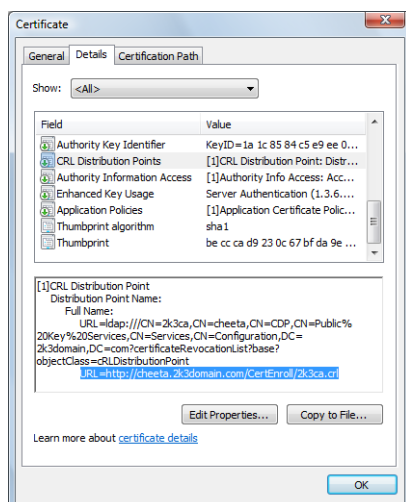 Certificate
General Details Certification Path
Show: <All>
Field Value
Authority Key Identifier KeyID=1a 1c 85 84 c5 e9 ee 0...
CRL Distribution Points [1]CRL Distribution Point: Distr...
Authority Information Access [1]Authority Info Access: Acc...
Enhanced Key Usage Server Authentication (1.3.6....
Application Policies [1]Application Certificate Polic...
Thumbprint algorithm sha1
Thumbprint be cc ca d9 23 0c 67 bf da 9e ...
[1]CRL Distribution Point
Distribution Point Name:
Full Name:
URL=ldap:///CN=2k3ca,CN=cheeta,CN=CDP,CN=Public%
20Key%20Services,CN=Services,CN=Configuration,DC=
2k3domain,DC=com?certificateRevocationList?base?
objectClass=cRLDistributionPoint
URL=http://cheeta.2k3domain.com/CertEnroll/2k3ca.crl
Edit Properties... Copy to File...
Learn more about certificate details
OK